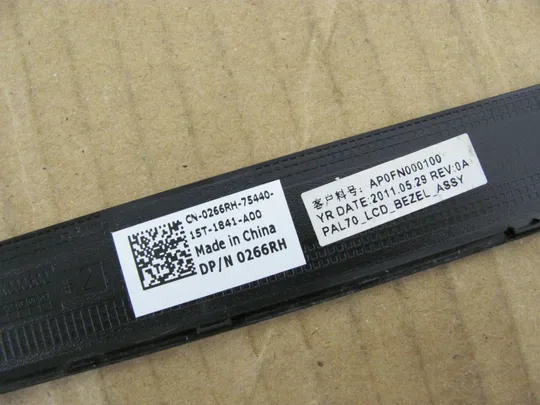 CN-0266RH-75440-
15T-1841-A00
Made in China
DP/N 0266RH
客户料号: AP0FN000100
YR DATE:2011.05.29 REV:0A
PAL70_LCD_BEZEL_ASSY